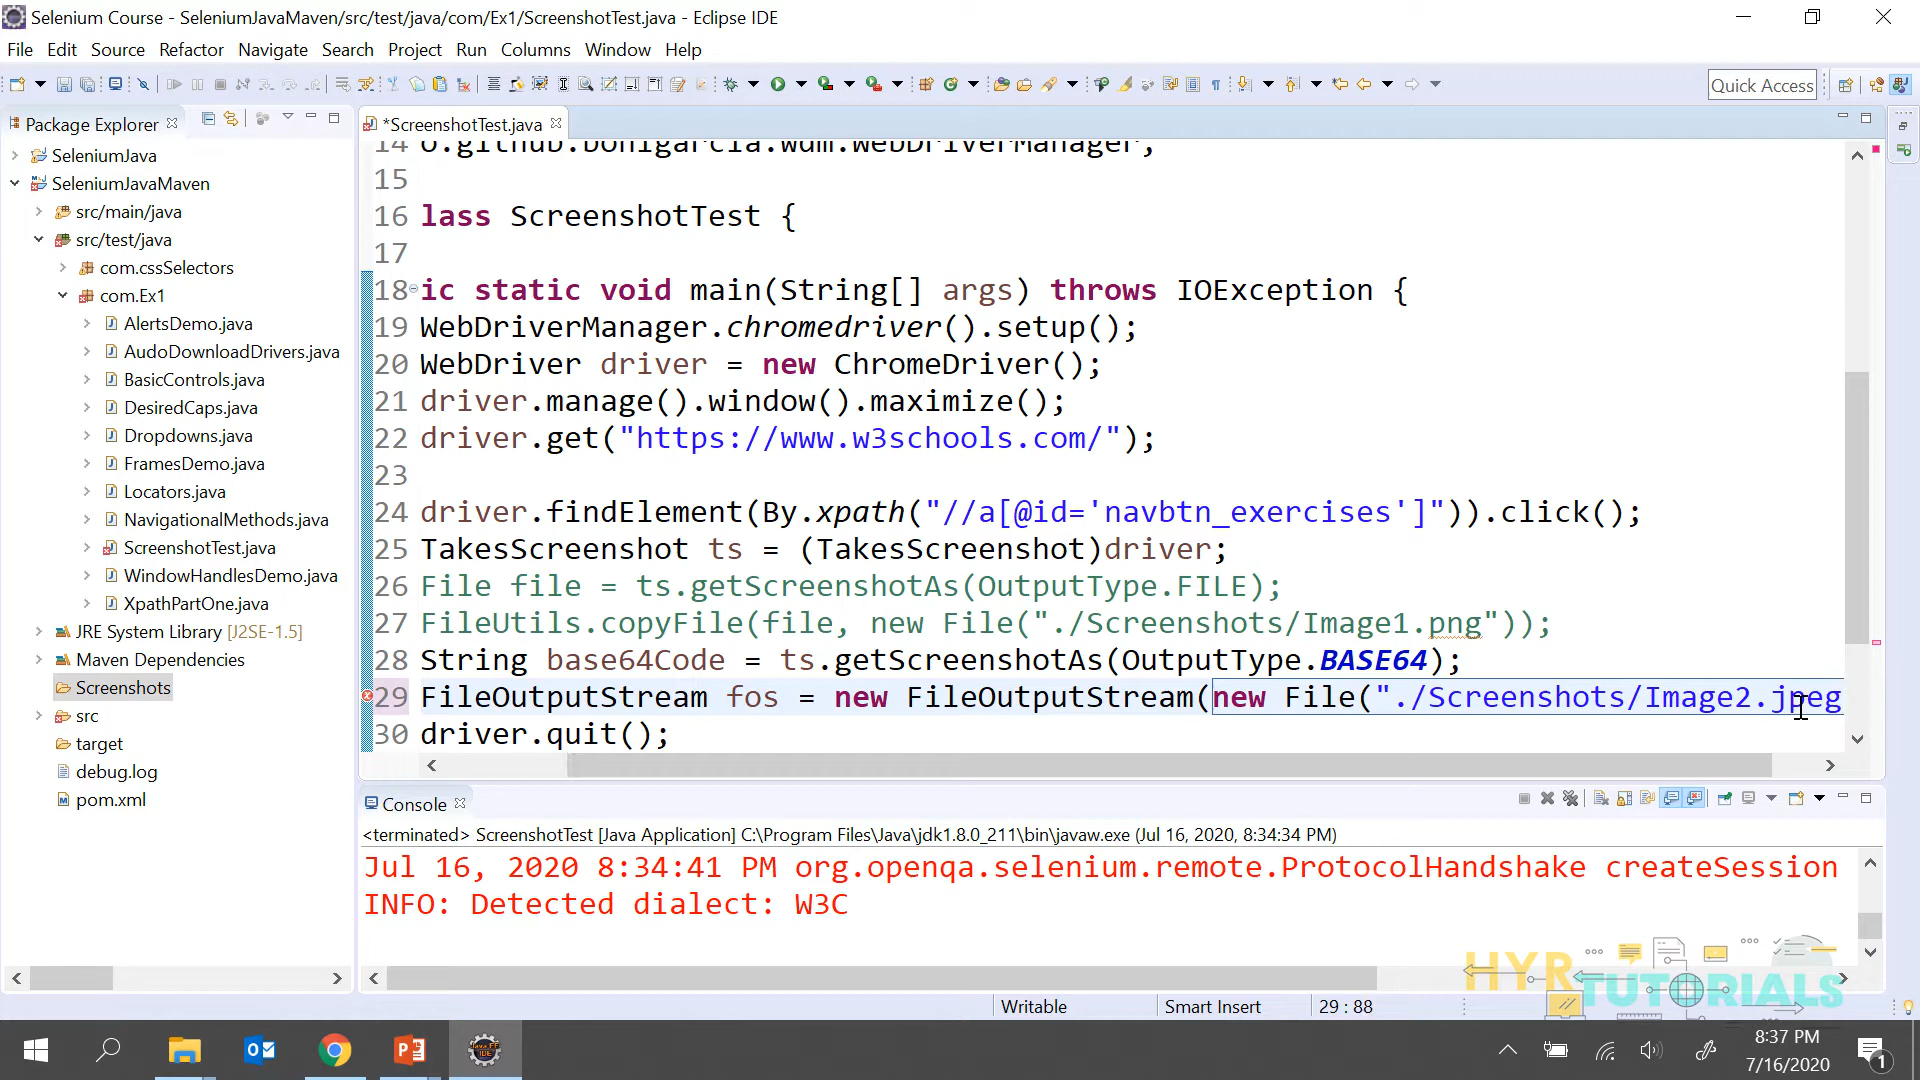 Selenium Course - SeleniumJavaMaven/src/test/java/com/Ex1/ScreenshotTest.java - Eclipse IDE
File Edit Source Refactor Navigate Search Project Run Columns Window Help
Quick Access
Package Explorer
SeleniumJava
SeleniumJavaMaven
src/main/java
src/test/java
com.cssSelectors
com.Ex1
AlertsDemo.java
AudoDownloadDrivers.java
BasicControls.java
DesiredCaps.java
Dropdowns.java
FramesDemo.java
Locators.java
NavigationalMethods.java
ScreenshotTest.java
WindowHandlesDemo.java
XpathPartOne.java
JRE System Library [J2SE-1.5]
Maven Dependencies
Screenshots
src
target
debug.log
pom.xml
*ScreenshotTest.java
14 o.github.bonigarcia.wdm.WebDriverManager;
15
16 lass ScreenshotTest {
17
18 ic static void main(String[] args) throws IOException {
19 WebDriverManager.chromedriver().setup();
20 WebDriver driver = new ChromeDriver();
21 driver.manage().window().maximize();
22 driver.get("https://www.w3schools.com/");
23
24 driver.findElement(By.xpath("//a[@id='navbtn_exercises']")).click();
25 TakesScreenshot ts = (TakesScreenshot)driver;
26 File file = ts.getScreenshotAs(OutputType.FILE);
27 FileUtils.copyFile(file, new File("./Screenshots/Image1.png"));
28 String base64Code = ts.getScreenshotAs(OutputType.BASE64);
29 FileOutputStream fos = new FileOutputStream(new File("./Screenshots/Image2.jpeg
30 driver.quit();
Console
<terminated> ScreenshotTest [Java Application] C:\Program Files\Java\jdk1.8.0_211\bin\javaw.exe (Jul 16, 2020, 8:34:34 PM)
Jul 16, 2020 8:34:41 PM org.openqa.selenium.remote.ProtocolHandshake createSession
INFO: Detected dialect: W3C
HYR
TUTORIALS
Writable Smart Insert 29 : 88
8:37 PM
7/16/2020
1